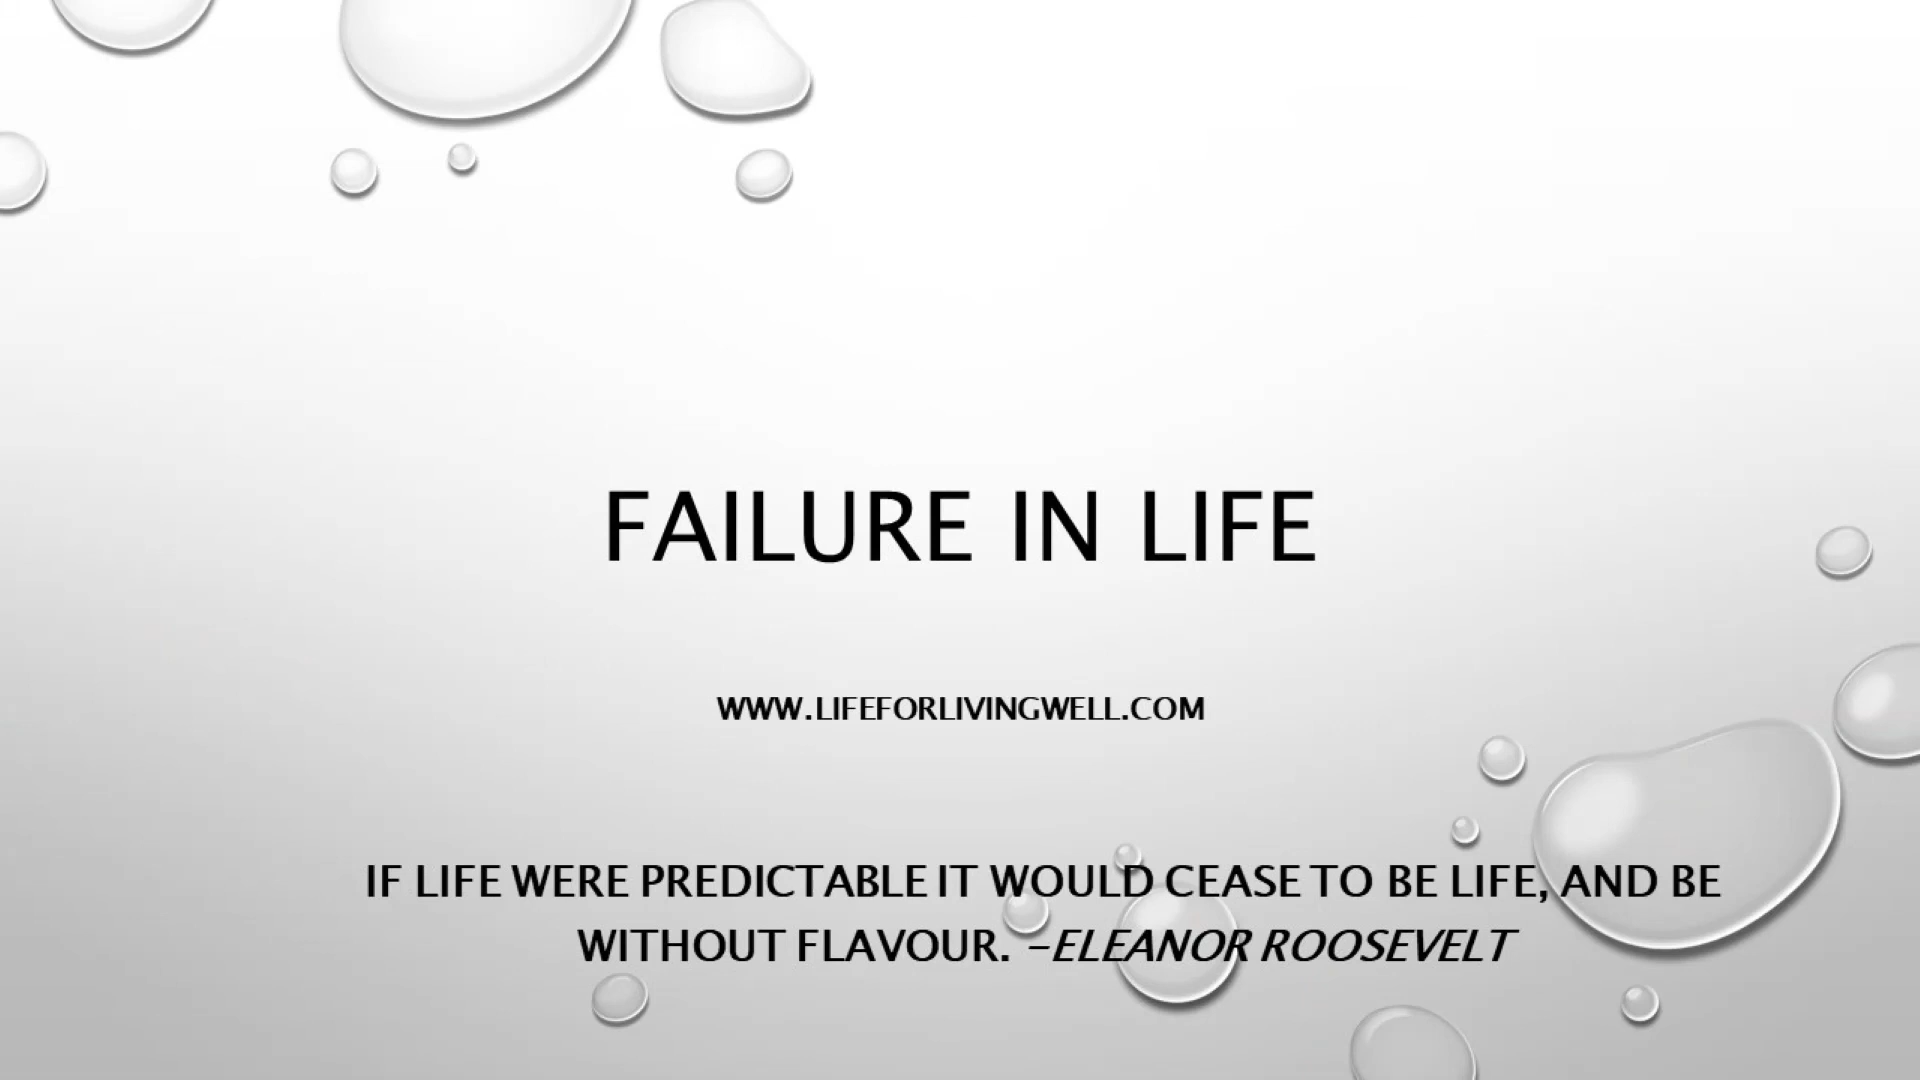 FAILURE IN LIFE
WWW.LIFEFORLIVINGWELL.COM
IF LIFE WERE PREDICTABLE IT WOULD CEASE TO BE LIFE, AND BE
WITHOUT FLAVOUR. –ELEANOR ROOSEVELT